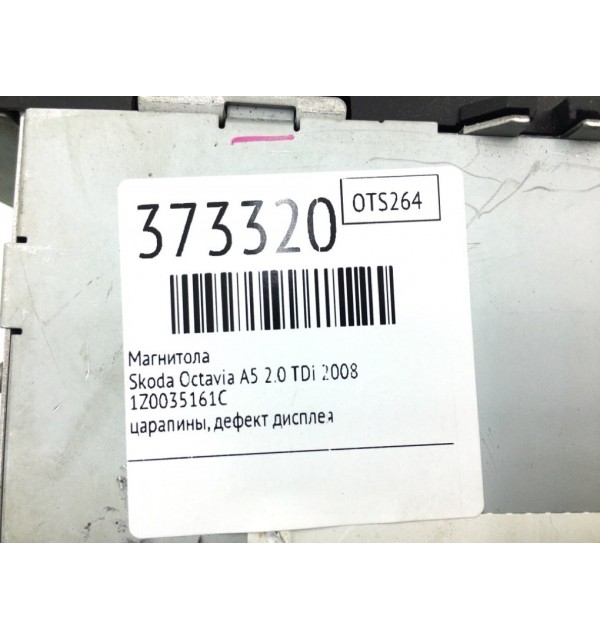 373320
OTS264
Магнитола
Skoda Octavia A5 2.0 TDi 2008
1Z0035161C
царапины, дефект дисплея